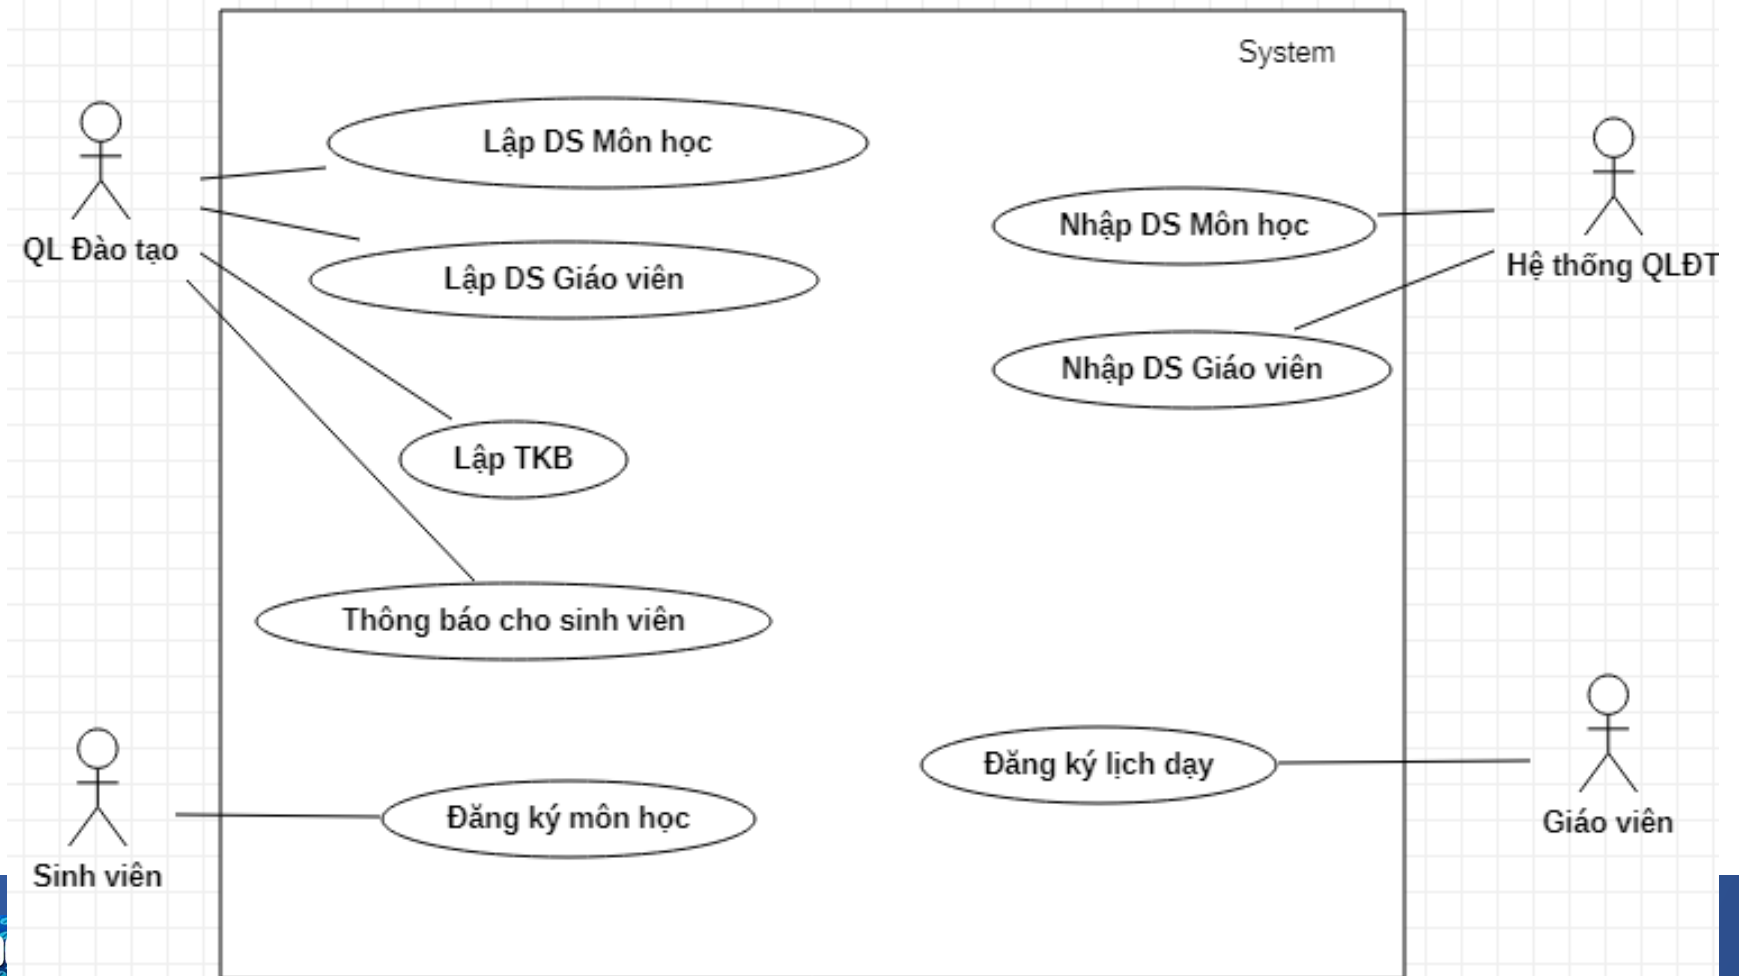 System
Lập DS Môn học
Nhập DS Môn học
QL Đào tạo
Hệ thống QLĐT
Lập DS Giáo viên
Nhập DS Giáo viên
Lập TKB
Thông báo cho sinh viên
Đăng ký lịch dạy
Đăng ký môn học
Giáo viên
Sinh viên